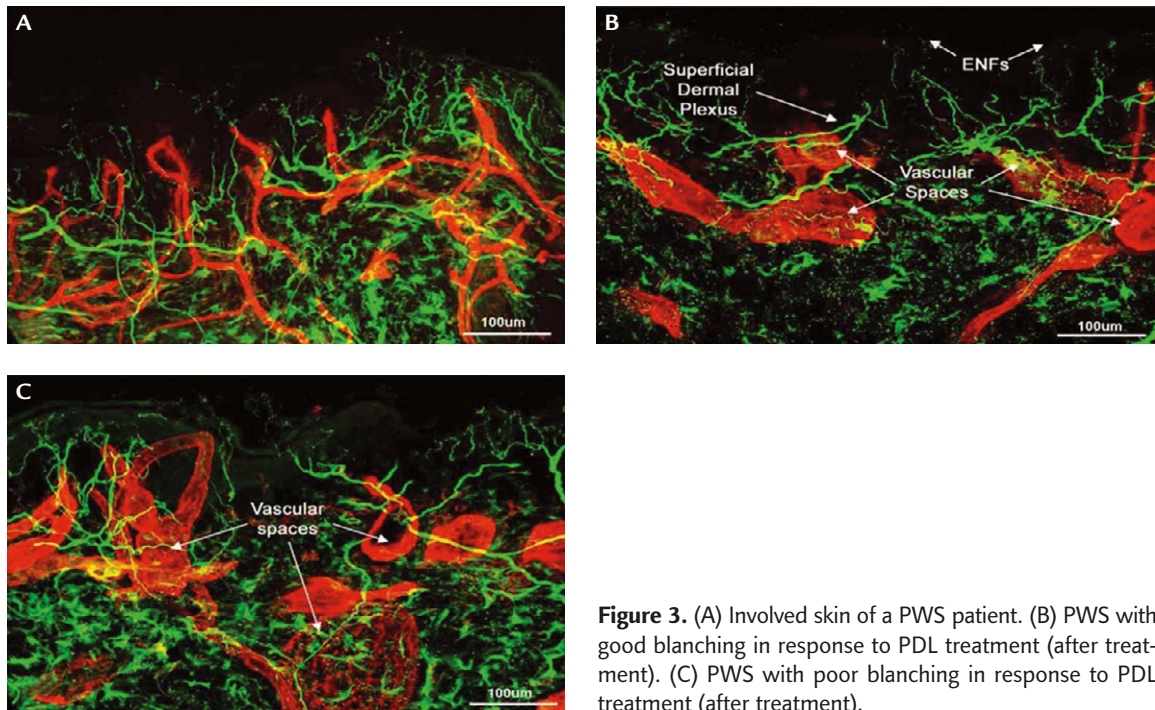 A
100um
B
ENFs
Superficial
Dermal
Plexus
Vascular
Spaces
100um
C
Vascular
spaces
100um
Figure 3. (A) Involved skin of a PWS patient. (B) PWS with
good blanching in response to PDL treatment (after treat-
ment). (C) PWS with poor blanching in response to PDL
treatment (after treatment).